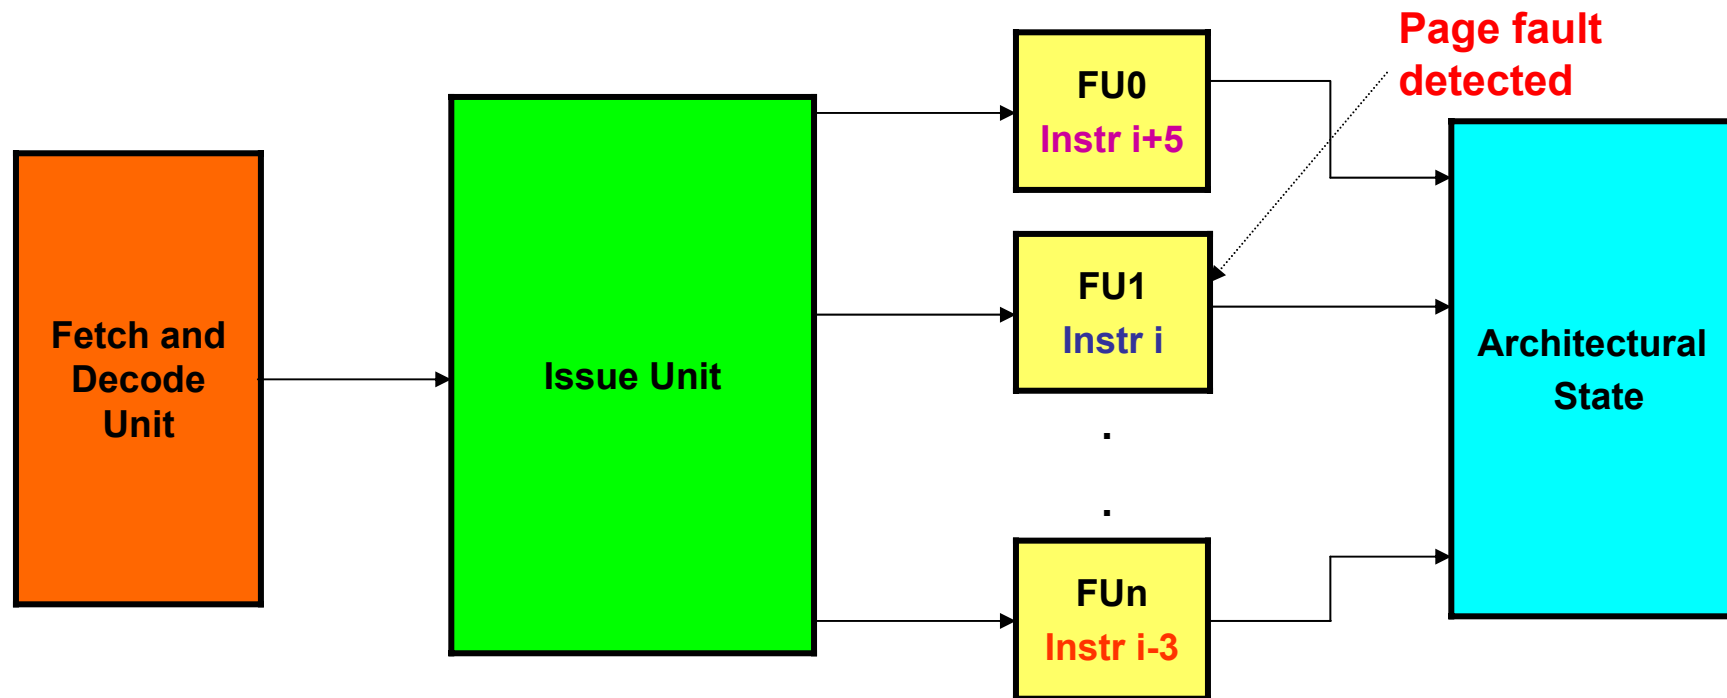 Page fault
detected
FU0
Instr i+5
Fetch and
Decode
Unit
Issue Unit
FU1
Instr i
.
.
FUn
Instr i-3
Architectural
State